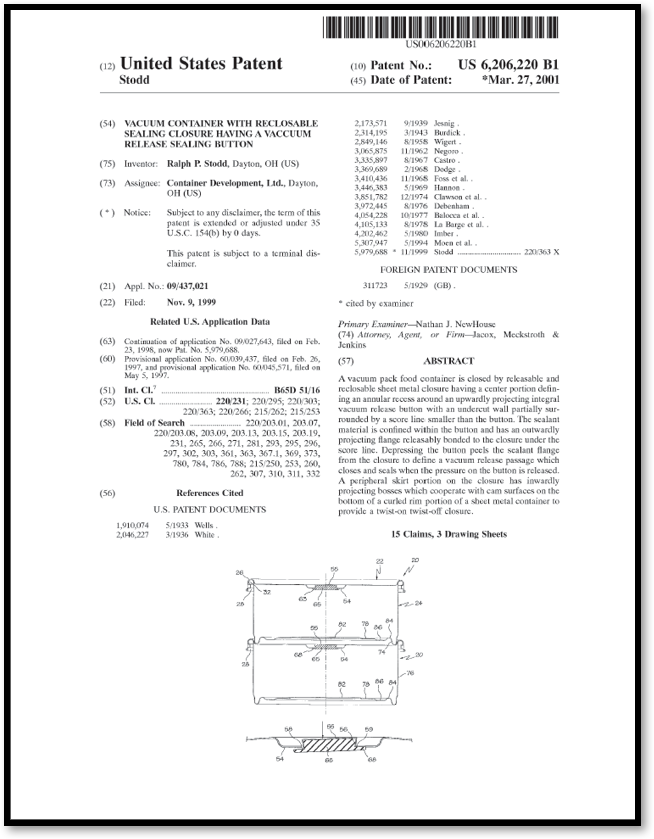 US006206220B1
(12) United States Patent
Stodd
(10) Patent No.: US 6,206,220 B1
(45) Date of Patent: *Mar. 27, 2001
(54) VACUUM CONTAINER WITH RECLOSABLE
SEALING CLOSURE HAVING A VACCUUM
RELEASE SEALING BUTTON
(75) Inventor: Ralph P. Stodd, Dayton, OH (US)
(73) Assignee: Container Development, Ltd., Dayton,
OH (US)
( * ) Notice: Subject to any disclaimer, the term of this
patent is extended or adjusted under 35
U.S.C. 154(b) by 0 days.
This patent is subject to a terminal dis-
claimer.
(21) Appl. No.: 09/437,021
(22) Filed: Nov. 9, 1999
Related U.S. Application Data
(63) Continuation of application No. 09/027,643, filed on Feb.
23, 1998, now Pat. No. 5,979,688.
(60) Provisional application No. 60/039,437, filed on Feb. 26,
1997, and provisional application No. 60/045,571, filed on
May 5, 1997.
(51) Int. Cl.7 ........................................ B65D 51/16
(52) U.S. Cl. .................. 220/231; 220/295; 220/303;
220/363; 220/266; 215/262; 215/253
(58) Field of Search ................. 220/203.01, 203.07,
220/203.08, 203.09, 203.13, 203.15, 203.19,
231, 265, 266, 271, 281, 293, 295, 296,
297, 302, 303, 361, 363, 367.1, 369, 373,
780, 784, 786, 788; 215/250, 253, 260,
262, 307, 310, 311, 332
(56) References Cited
U.S. PATENT DOCUMENTS
1,910,074 5/1933 Wells .
2,046,227 3/1936 White .
2,173,571 9/1939 Jesnig .
2,314,195 3/1943 Burdick .
2,849,146 8/1958 Wigert .
3,065,875 11/1962 Negoro .
3,335,897 8/1967 Castro .
3,369,689 2/1968 Dodge .
3,410,436 11/1968 Foss et al. .
3,446,383 5/1969 Hannon .
3,851,782 12/1974 Clawson et al. .
3,972,445 8/1976 Debenham .
4,054,228 10/1977 Balocca et al. .
4,105,133 8/1978 La Barge et al. .
4,202,462 5/1980 Imber .
5,307,947 5/1994 Moen et al. .
5,979,688 * 11/1999 Stodd .............................. 220/363 X
FOREIGN PATENT DOCUMENTS
311723 5/1929 (GB) .
* cited by examiner
Primary Examiner—Nathan J. NewHouse
(74) Attorney, Agent, or Firm—Jacox, Meckstroth &
Jenkins
(57) ABSTRACT
A vacuum pack food container is closed by releasable and
reclosable sheet metal closure having a center portion defin-
ing an annular recess around an upwardly projecting integral
vacuum release button with an undercut wall partially sur-
rounded by a score line smaller than the button. The sealant
material is confined within the button and has an outwardly
projecting flange releasably bonded to the closure under the
score line. Depressing the button peels the sealant flange
from the closure to define a vacuum release passage which
closes and seals when the pressure on the button is released.
A peripheral skirt portion on the closure has inwardly
projecting bosses which cooperate with cam surfaces on the
bottom of a curled rim portion of a sheet metal container to
provide a twist-on twist-off closure.
15 Claims, 3 Drawing Sheets
55 22 20
26
32
28 63 65 54 24
55 82 78 86 84
68 65 94 74 20
28
76
82 78 86 84
58 55 56 59
54 66 68